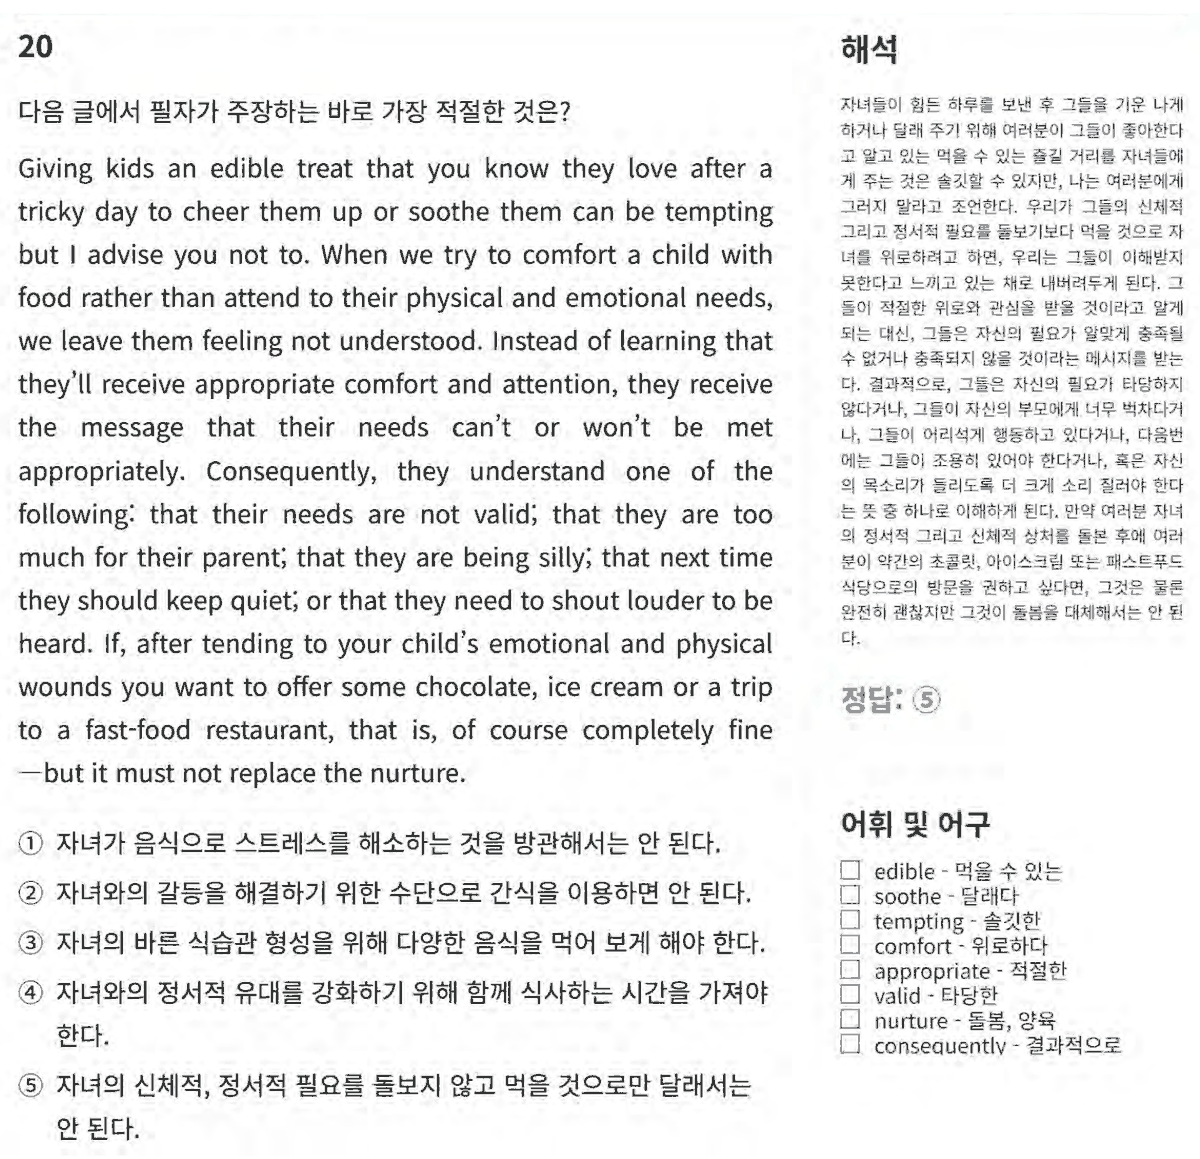 20
다음 글에서 필자가 주장하는 바로 가장 적절한 것은?
Giving kids an edible treat that you know they love after a
tricky day to cheer them up or soothe them can be tempting
but I advise you not to. When we try to comfort a child with
food rather than attend to their physical and emotional needs,
we leave them feeling not understood. Instead of learning that
they'll receive appropriate comfort and attention, they receive
the message that their needs can't or won't be met
appropriately. Consequently, they understand one of the
following: that their needs are not valid; that they are too
much for their parent; that they are being silly; that next time
they should keep quiet; or that they need to shout louder to be
heard. If, after tending to your child's emotional and physical
wounds you want to offer some chocolate, ice cream or a trip
to a fast-food restaurant, that is, of course completely fine
—but it must not replace the nurture.
① 자녀가 음식으로 스트레스를 해소하는 것을 방관해서는 안 된다.
② 자녀와의 갈등을 해결하기 위한 수단으로 간식을 이용하면 안 된다.
③ 자녀의 바른 식습관 형성을 위해 다양한 음식을 먹어 보게 해야 한다.
④ 자녀와의 정서적 유대를 강화하기 위해 함께 식사하는 시간을 가져야
한다.
⑤ 자녀의 신체적, 정서적 필요를 돌보지 않고 먹을 것으로만 달래서는
안 된다.
해석
자녀들이 힘든 하루를 보낸 후 그들을 기운 나게
하거나 달래 주기 위해 여러분이 그들이 좋아한다
고 알고 있는 먹을 수 있는 즐길 거리를 자녀들에
게 주는 것은 솔깃할 수 있지만, 나는 여러분에게
그러지 말라고 조언한다. 우리가 그들의 신체적
그리고 정서적 필요를 돌보기보다 먹을 것으로 자
녀를 위로하려고 하면, 우리는 그들이 이해받지
못한다고 느끼고 있는 채로 내버려두게 된다. 그
들이 적절한 위로와 관심을 받을 것이라고 알게
되는 대신, 그들은 자신의 필요가 알맞게 충족될
수 없거나 충족되지 않을 것이라는 메시지를 받는
다. 결과적으로, 그들은 자신의 필요가 타당하지
않다거나, 그들이 자신의 부모에게 너무 벅차다거
나, 그들이 어리석게 행동하고 있다거나, 다음번
에는 그들이 조용히 있어야 한다거나, 혹은 자신
의 목소리가 들리도록 더 크게 소리 질러야 한다
는 뜻 중 하나로 이해하게 된다. 만약 여러분 자녀
의 정서적 그리고 신체적 상처를 돌본 후에 여러
분이 약간의 초콜릿, 아이스크림 또는 패스트푸드
식당으로의 방문을 권하고 싶다면, 그것은 물론
완전히 괜찮지만 그것이 돌봄을 대체해서는 안 된
다.
정답: ⑤
어휘 및 어구
□ edible - 먹을 수 있는
□ soothe - 달래다
□ tempting - 솔깃한
□ comfort - 위로하다
□ appropriate - 적절한
□ valid - 타당한
□ nurture - 돌봄, 양육
□ consequently - 결과적으로